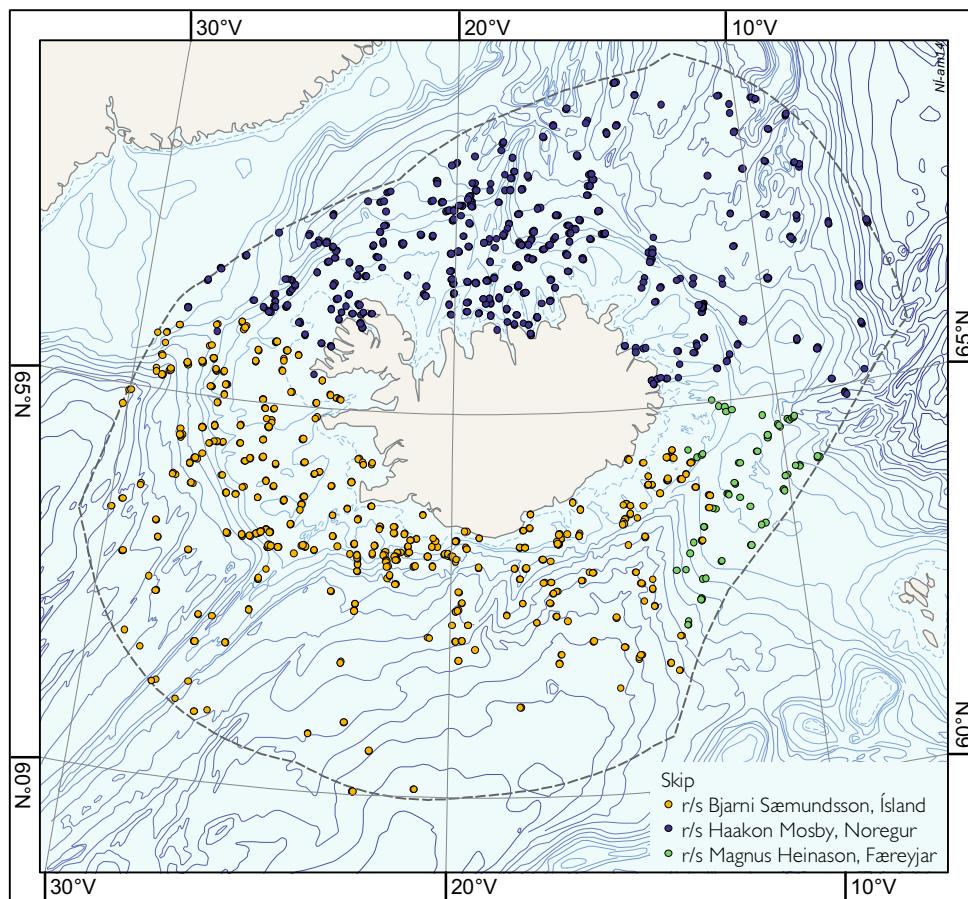 30°V
20°V
10°V
NI-am14
65°N
65°N
60°N
60°N
Skip
r/s Bjarni Sæmundsson, Ísland
r/s Haakon Mosby, Noregur
r/s Magnus Heinason, Færeyjar
30°V
20°V
10°V